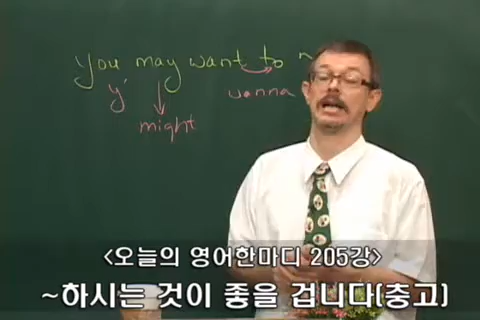 you may want to ~
y' wanna
might
<오늘의 영어한마디 205강>
~하시는 것이 좋을 겁니다(충고)